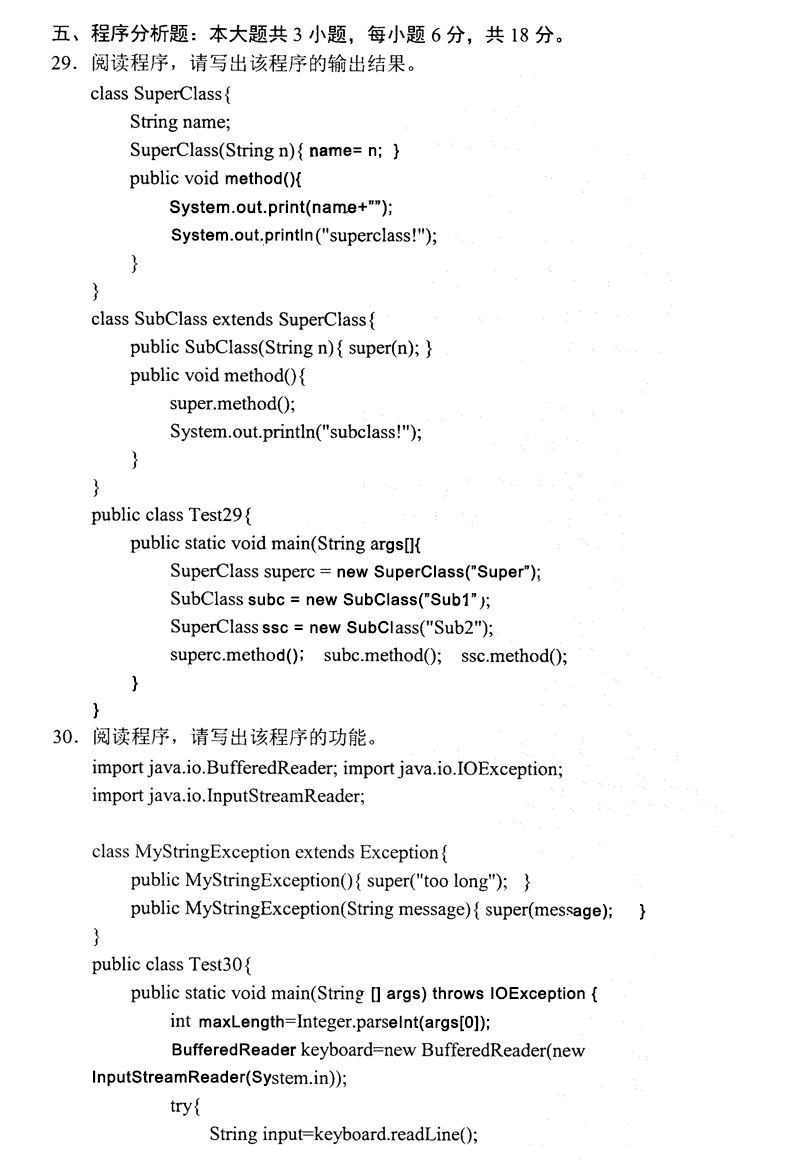 五、程序分析题：本大题共 3 小题，每小题 6 分，共 18 分。
29．阅读程序，请写出该程序的输出结果。
class SuperClass{
String name;
SuperClass(String n){ name= n; }
public void method(){
System.out.print(name+"");
System.out.println("superclass!");
}
}
class SubClass extends SuperClass{
public SubClass(String n){ super(n); }
public void method(){
super.method();
System.out.println("subclass!");
}
}
public class Test29{
public static void main(String args[]{
SuperClass superc = new SuperClass("Super");
SubClass subc = new SubClass("Sub1");
SuperClass ssc = new SubClass("Sub2");
superc.method(); subc.method(); ssc.method();
}
}
30．阅读程序，请写出该程序的功能。
import java.io.BufferedReader; import java.io.IOException;
import java.io.InputStreamReader;
class MyStringException extends Exception{
public MyStringException(){ super("too long"); }
public MyStringException(String message){ super(message); }
}
public class Test30{
public static void main(String [] args) throws IOException {
int maxLength=Integer.parseInt(args[0]);
BufferedReader keyboard=new BufferedReader(new
InputStreamReader(System.in));
try{
String input=keyboard.readLine();